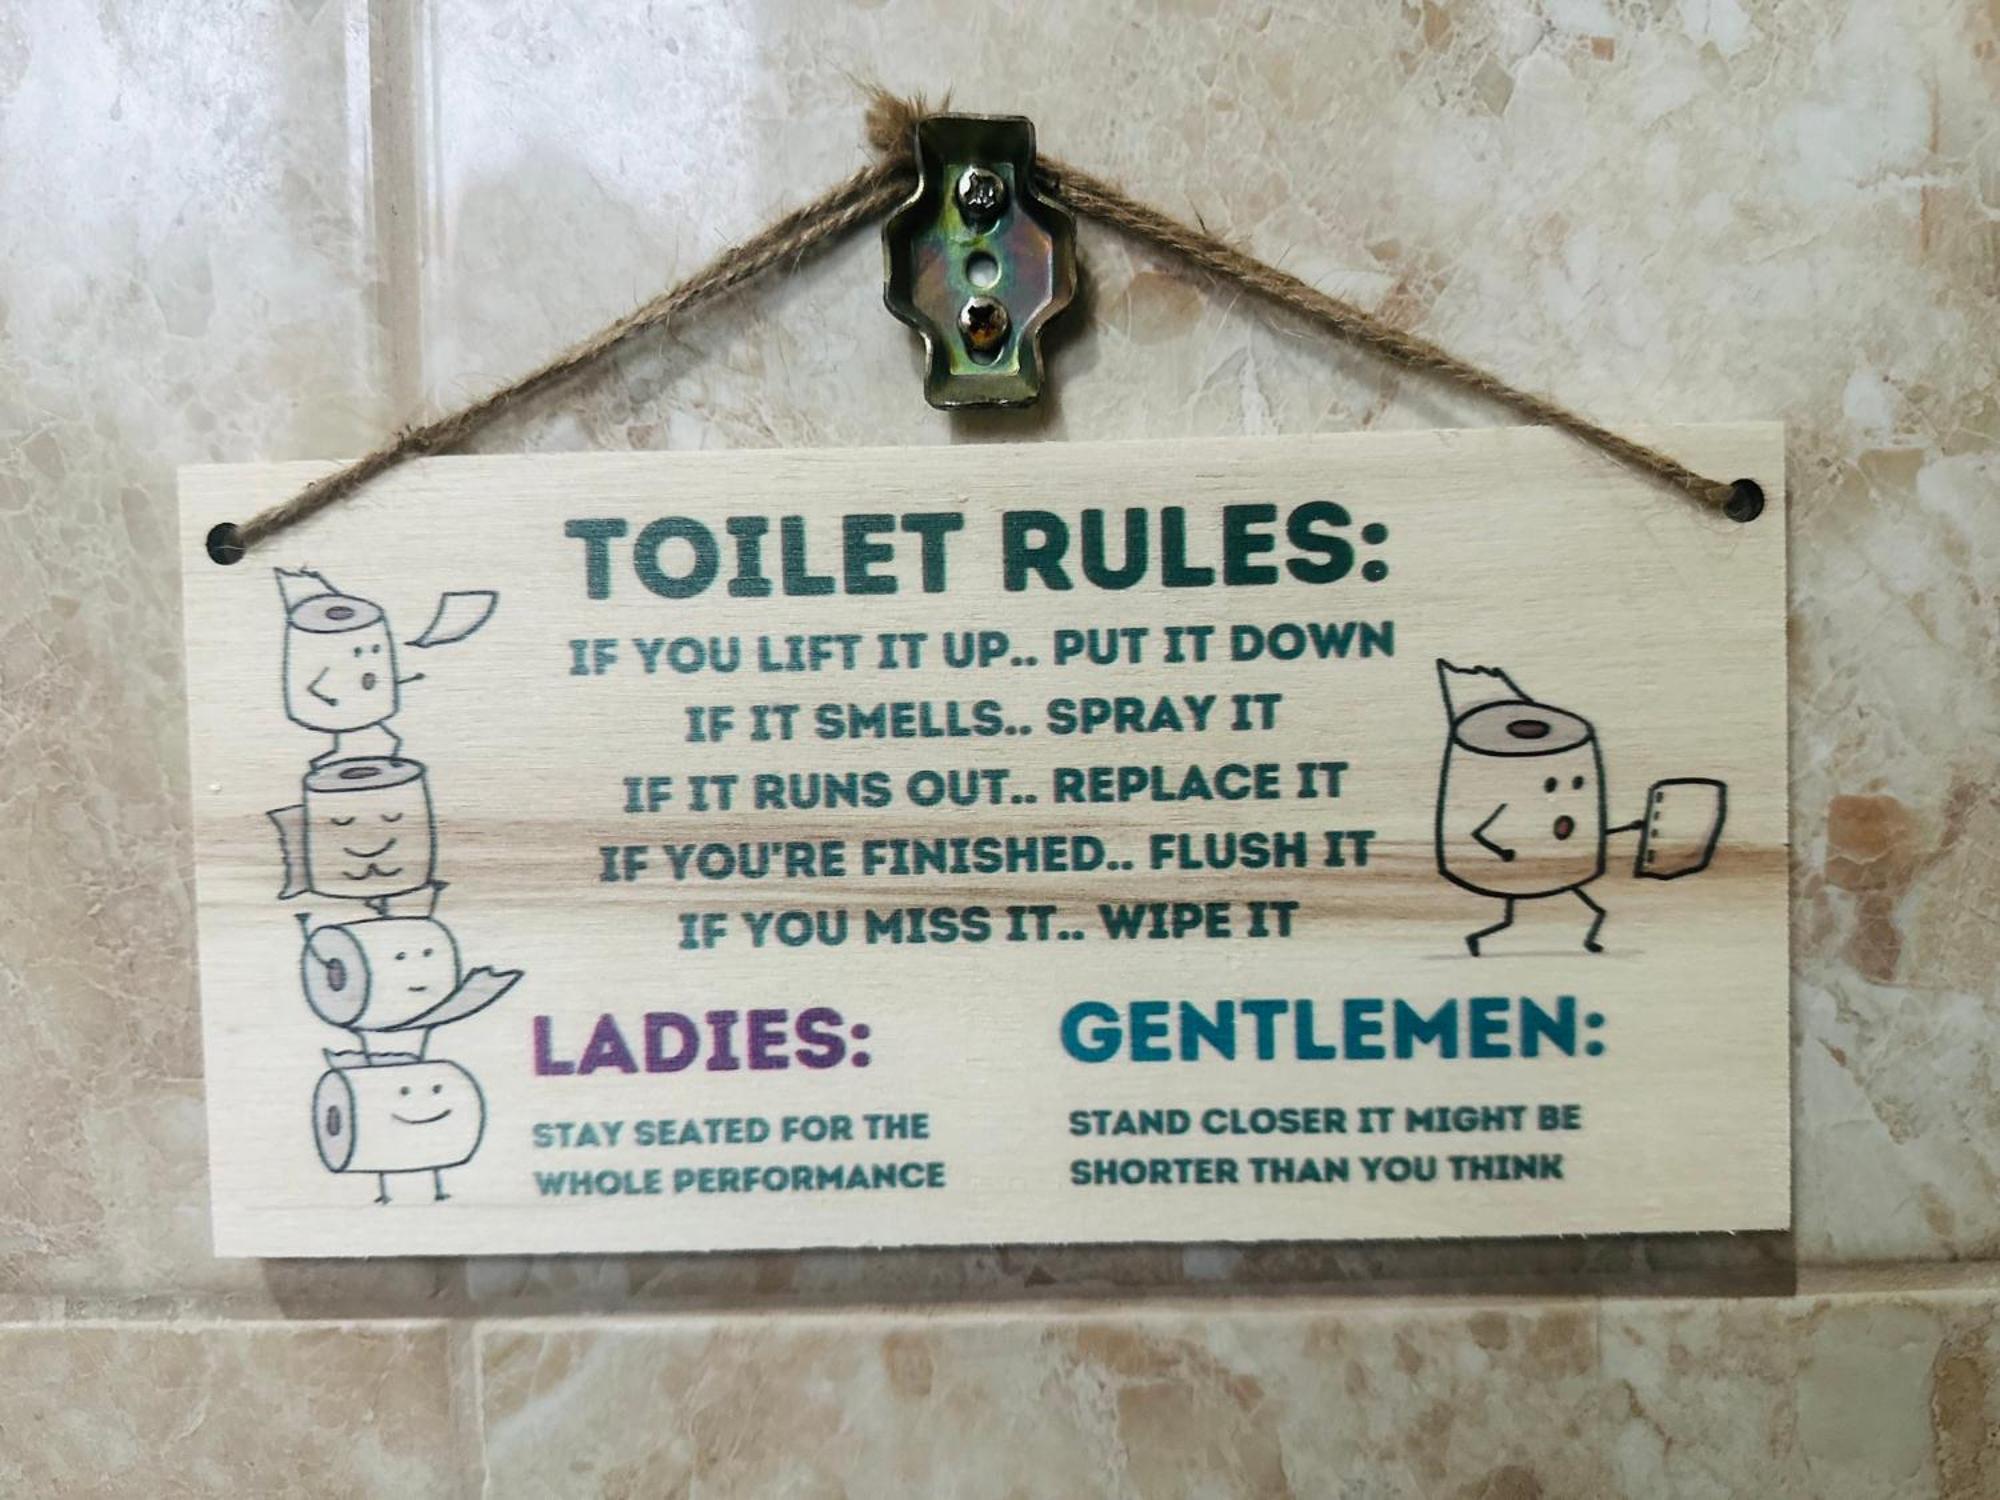 TOILET RULES:
IF YOU LIFT IT UP.. PUT IT DOWN
IF IT SMELLS.. SPRAY IT
IF IT RUNS OUT.. REPLACE IT
IF YOU'RE FINISHED.. FLUSH IT
IF YOU MISS IT.. WIPE IT
LADIES:
STAY SEATED FOR THE
WHOLE PERFORMANCE
GENTLEMEN:
STAND CLOSER IT MIGHT BE
SHORTER THAN YOU THINK